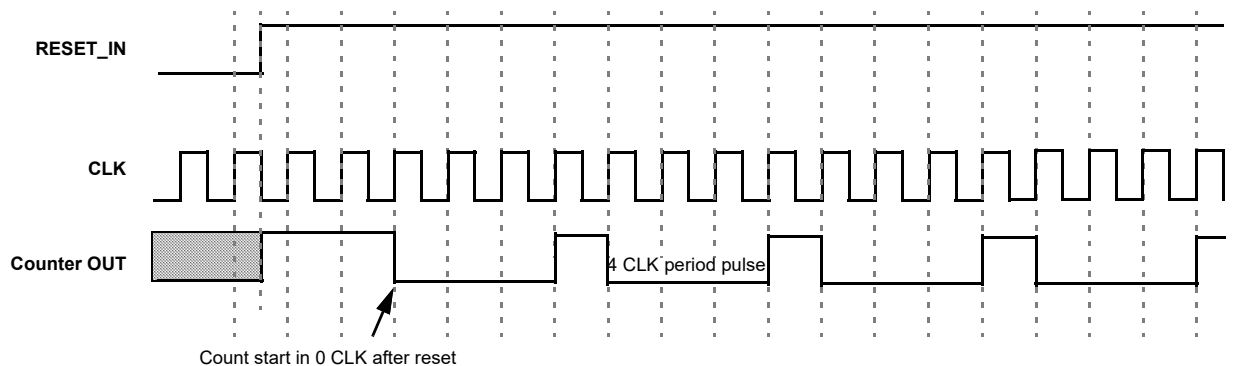 RESET_IN
CLK
Counter OUT
4 CLK period pulse
Count start in 0 CLK after reset